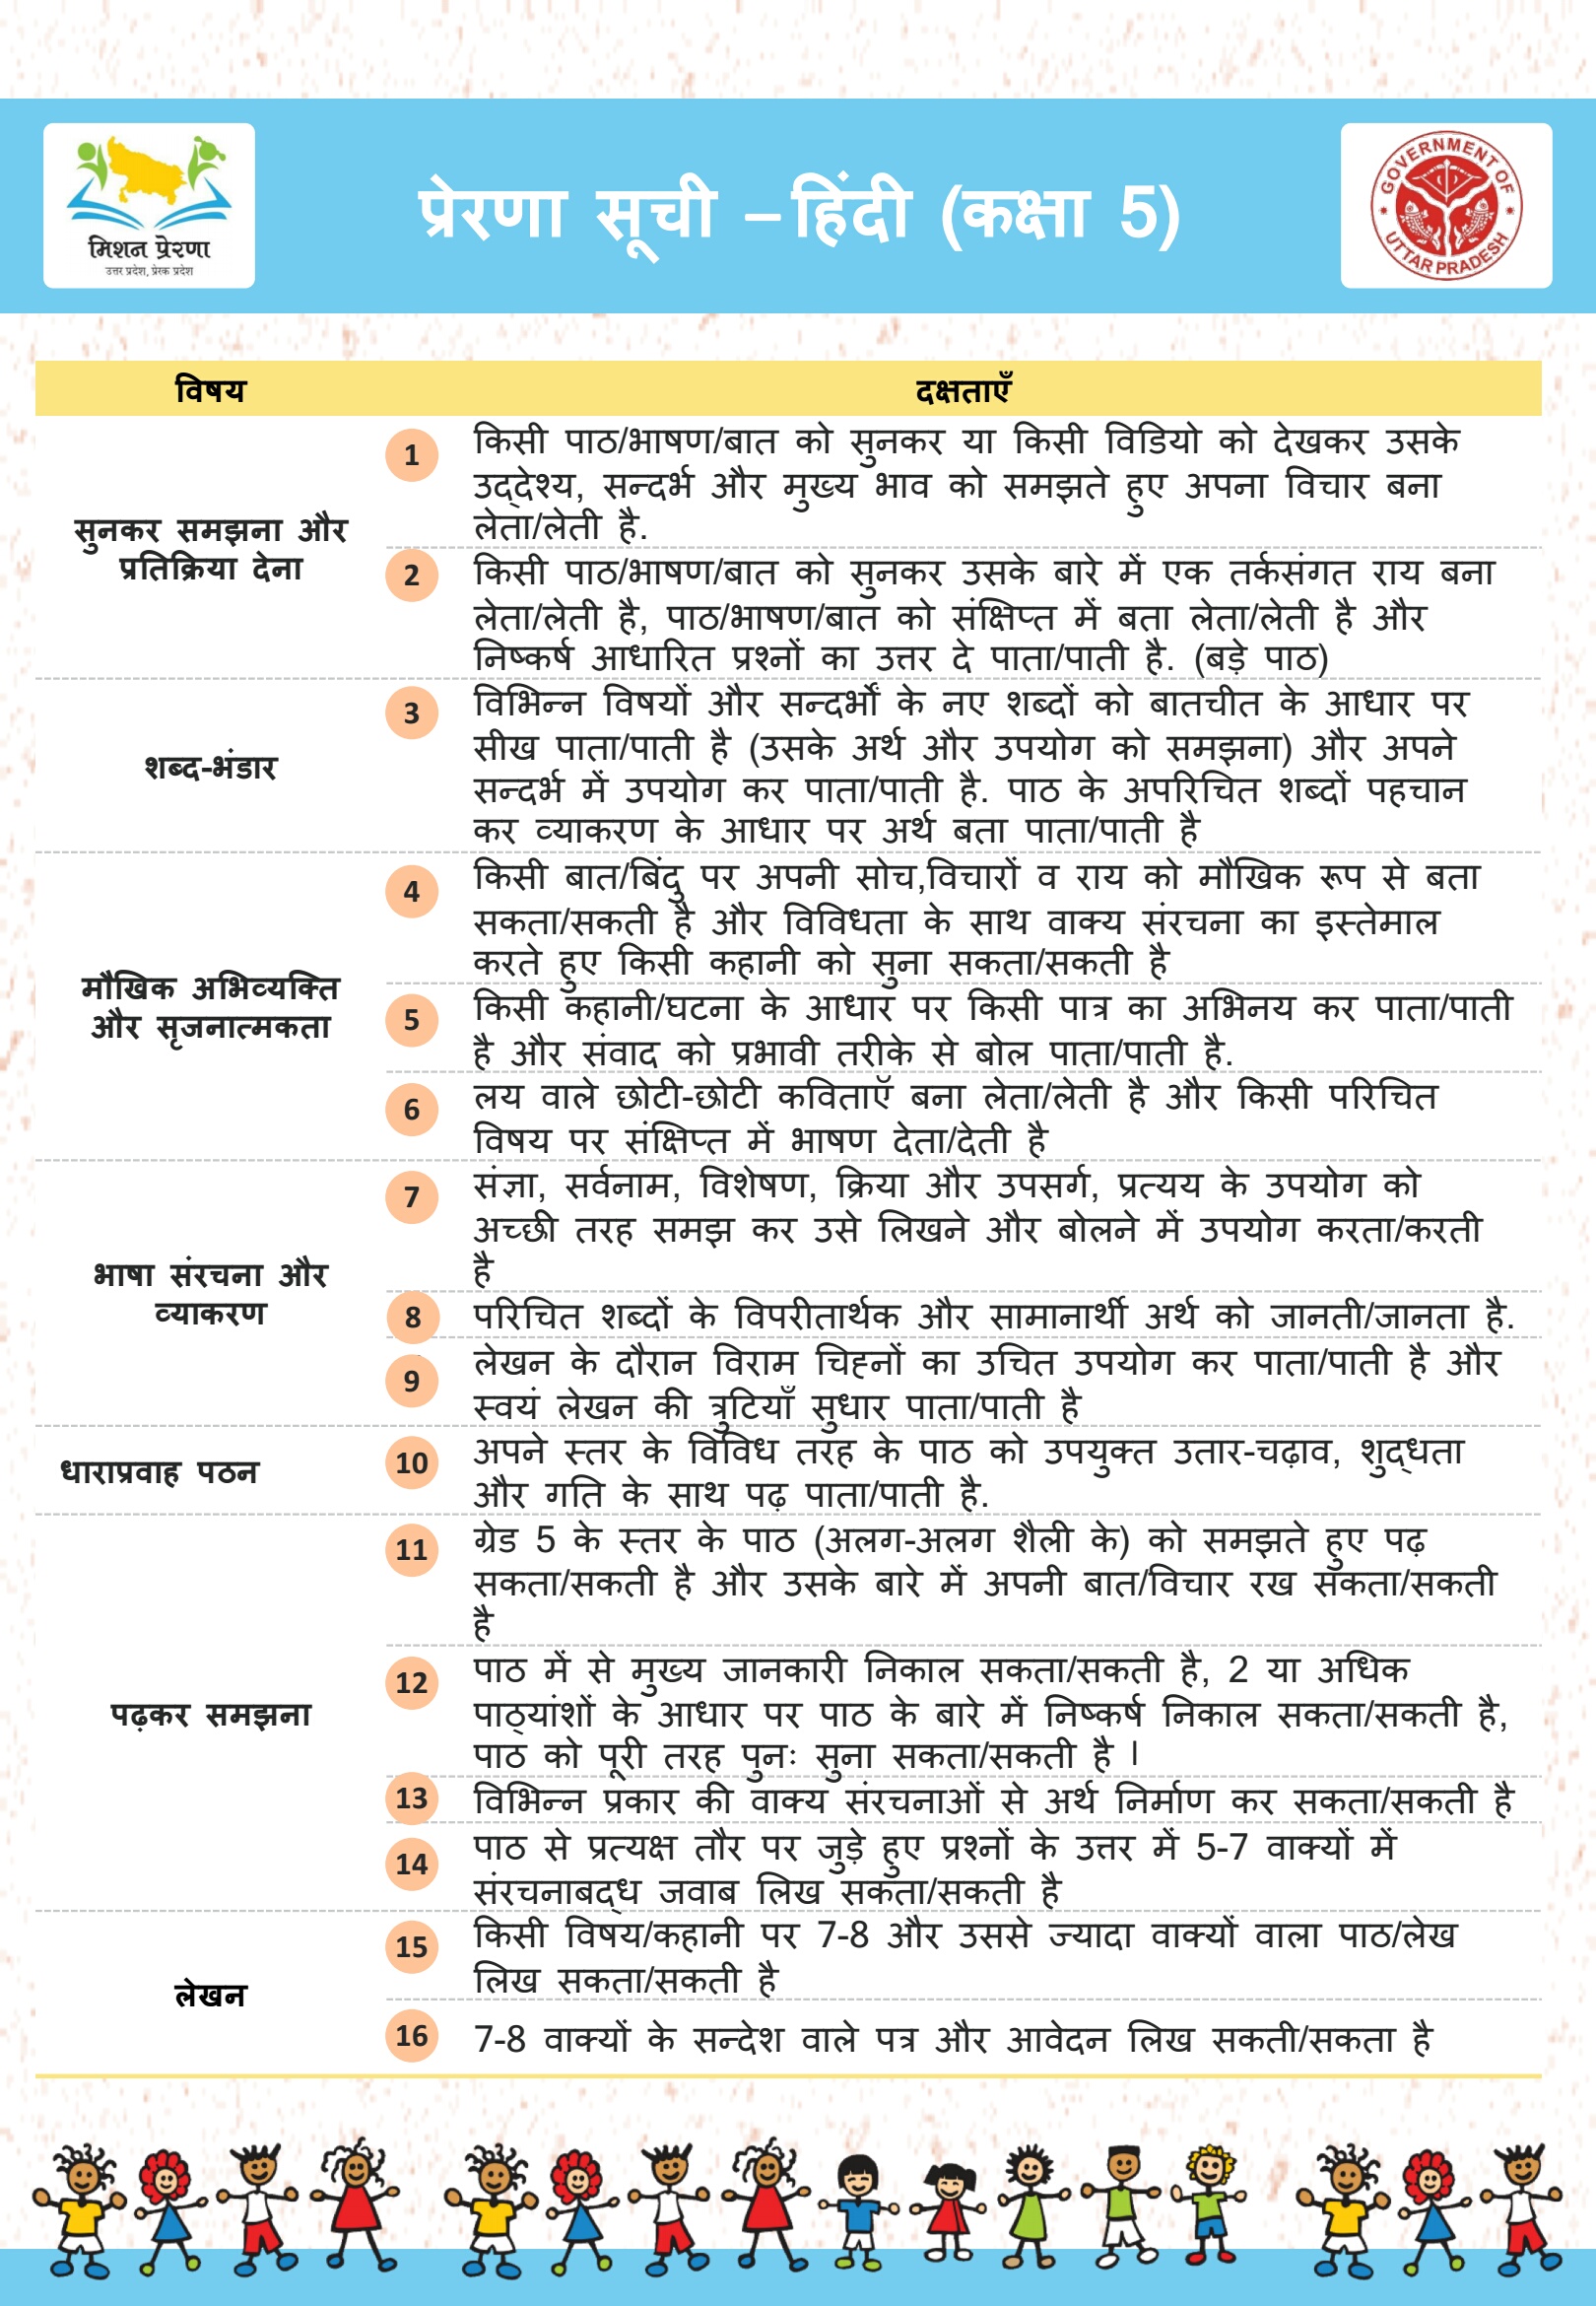 मिशन प्रेरणा
उत्तर प्रदेश, प्रेरक प्रदेश
प्रेरणा सूची – हिंदी (कक्षा 5)
GOVERNMENT OF
UTTAR PRADESH
विषय
दक्षताएँ
सुनकर समझना और
प्रतिक्रिया देना
1
किसी पाठ/भाषण/बात को सुनकर या किसी विडियो को देखकर उसके
उद्देश्य, सन्दर्भ और मुख्य भाव को समझते हुए अपना विचार बना
लेता/लेती है.
2
किसी पाठ/भाषण/बात को सुनकर उसके बारे में एक तर्कसंगत राय बना
लेता/लेती है, पाठ/भाषण/बात को संक्षिप्त में बता लेता/लेती है और
निष्कर्ष आधारित प्रश्नों का उत्तर दे पाता/पाती है. (बड़े पाठ)
शब्द-भंडार
3
विभिन्न विषयों और सन्दर्भों के नए शब्दों को बातचीत के आधार पर
सीख पाता/पाती है (उसके अर्थ और उपयोग को समझना) और अपने
सन्दर्भ में उपयोग कर पाता/पाती है. पाठ के अपरिचित शब्दों पहचान
कर व्याकरण के आधार पर अर्थ बता पाता/पाती है
मौखिक अभिव्यक्ति
और सृजनात्मकता
4
किसी बात/बिंदु पर अपनी सोच,विचारों व राय को मौखिक रूप से बता
सकता/सकती है और विविधता के साथ वाक्य संरचना का इस्तेमाल
करते हुए किसी कहानी को सुना सकता/सकती है
5
किसी कहानी/घटना के आधार पर किसी पात्र का अभिनय कर पाता/पाती
है और संवाद को प्रभावी तरीके से बोल पाता/पाती है.
6
लय वाले छोटी-छोटी कविताएँ बना लेता/लेती है और किसी परिचित
विषय पर संक्षिप्त में भाषण देता/देती है
भाषा संरचना और
व्याकरण
7
संज्ञा, सर्वनाम, विशेषण, क्रिया और उपसर्ग, प्रत्यय के उपयोग को
अच्छी तरह समझ कर उसे लिखने और बोलने में उपयोग करता/करती
है
8
परिचित शब्दों के विपरीतार्थक और सामानार्थी अर्थ को जानती/जानता है.
9
लेखन के दौरान विराम चिह्नों का उचित उपयोग कर पाता/पाती है और
स्वयं लेखन की त्रुटियाँ सुधार पाता/पाती है
धाराप्रवाह पठन
10
अपने स्तर के विविध तरह के पाठ को उपयुक्त उतार-चढ़ाव, शुद्धता
और गति के साथ पढ़ पाता/पाती है.
पढ़कर समझना
11
ग्रेड 5 के स्तर के पाठ (अलग-अलग शैली के) को समझते हुए पढ़
सकता/सकती है और उसके बारे में अपनी बात/विचार रख सकता/सकती
है
12
पाठ में से मुख्य जानकारी निकाल सकता/सकती है, 2 या अधिक
पाठ्यांशों के आधार पर पाठ के बारे में निष्कर्ष निकाल सकता/सकती है,
पाठ को पूरी तरह पुनः सुना सकता/सकती है ।
13
विभिन्न प्रकार की वाक्य संरचनाओं से अर्थ निर्माण कर सकता/सकती है
14
पाठ से प्रत्यक्ष तौर पर जुड़े हुए प्रश्नों के उत्तर में 5-7 वाक्यों में
संरचनाबद्ध जवाब लिख सकता/सकती है
लेखन
15
किसी विषय/कहानी पर 7-8 और उससे ज्यादा वाक्यों वाला पाठ/लेख
लिख सकता/सकती है
16
7-8 वाक्यों के सन्देश वाले पत्र और आवेदन लिख सकती/सकता है